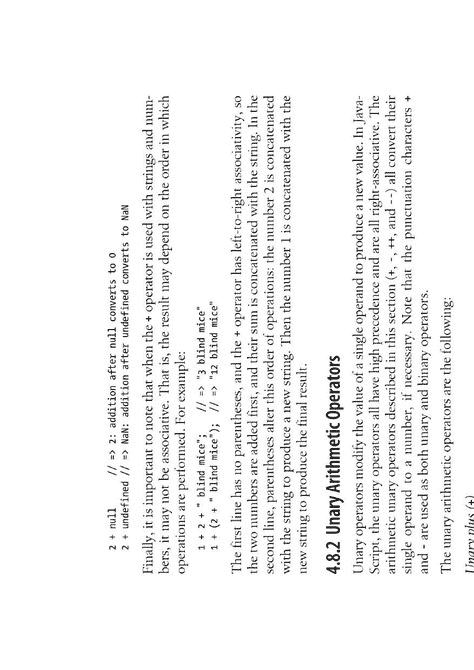 2 + null // => 2: addition after null converts to 0
2 + undefined // => NaN: addition after undefined converts to NaN
Finally, it is important to note that when the + operator is used with strings and num-
bers, it may not be associative. That is, the result may depend on the order in which
operations are performed. For example:
1 + 2 + " blind mice"; // => "3 blind mice"
1 + (2 + " blind mice"); // => "12 blind mice"
The first line has no parentheses, and the + operator has left-to-right associativity, so
the two numbers are added first, and their sum is concatenated with the string. In the
second line, parentheses alter this order of operations: the number 2 is concatenated
with the string to produce a new string. Then the number 1 is concatenated with the
new string to produce the final result.
4.8.2 Unary Arithmetic Operators
Unary operators modify the value of a single operand to produce a new value. In Java-
Script, the unary operators all have high precedence and are all right-associative. The
arithmetic unary operators described in this section (+, -, ++, and --) all convert their
single operand to a number, if necessary. Note that the punctuation characters +
and - are used as both unary and binary operators.
The unary arithmetic operators are the following:
Unary plus (+)